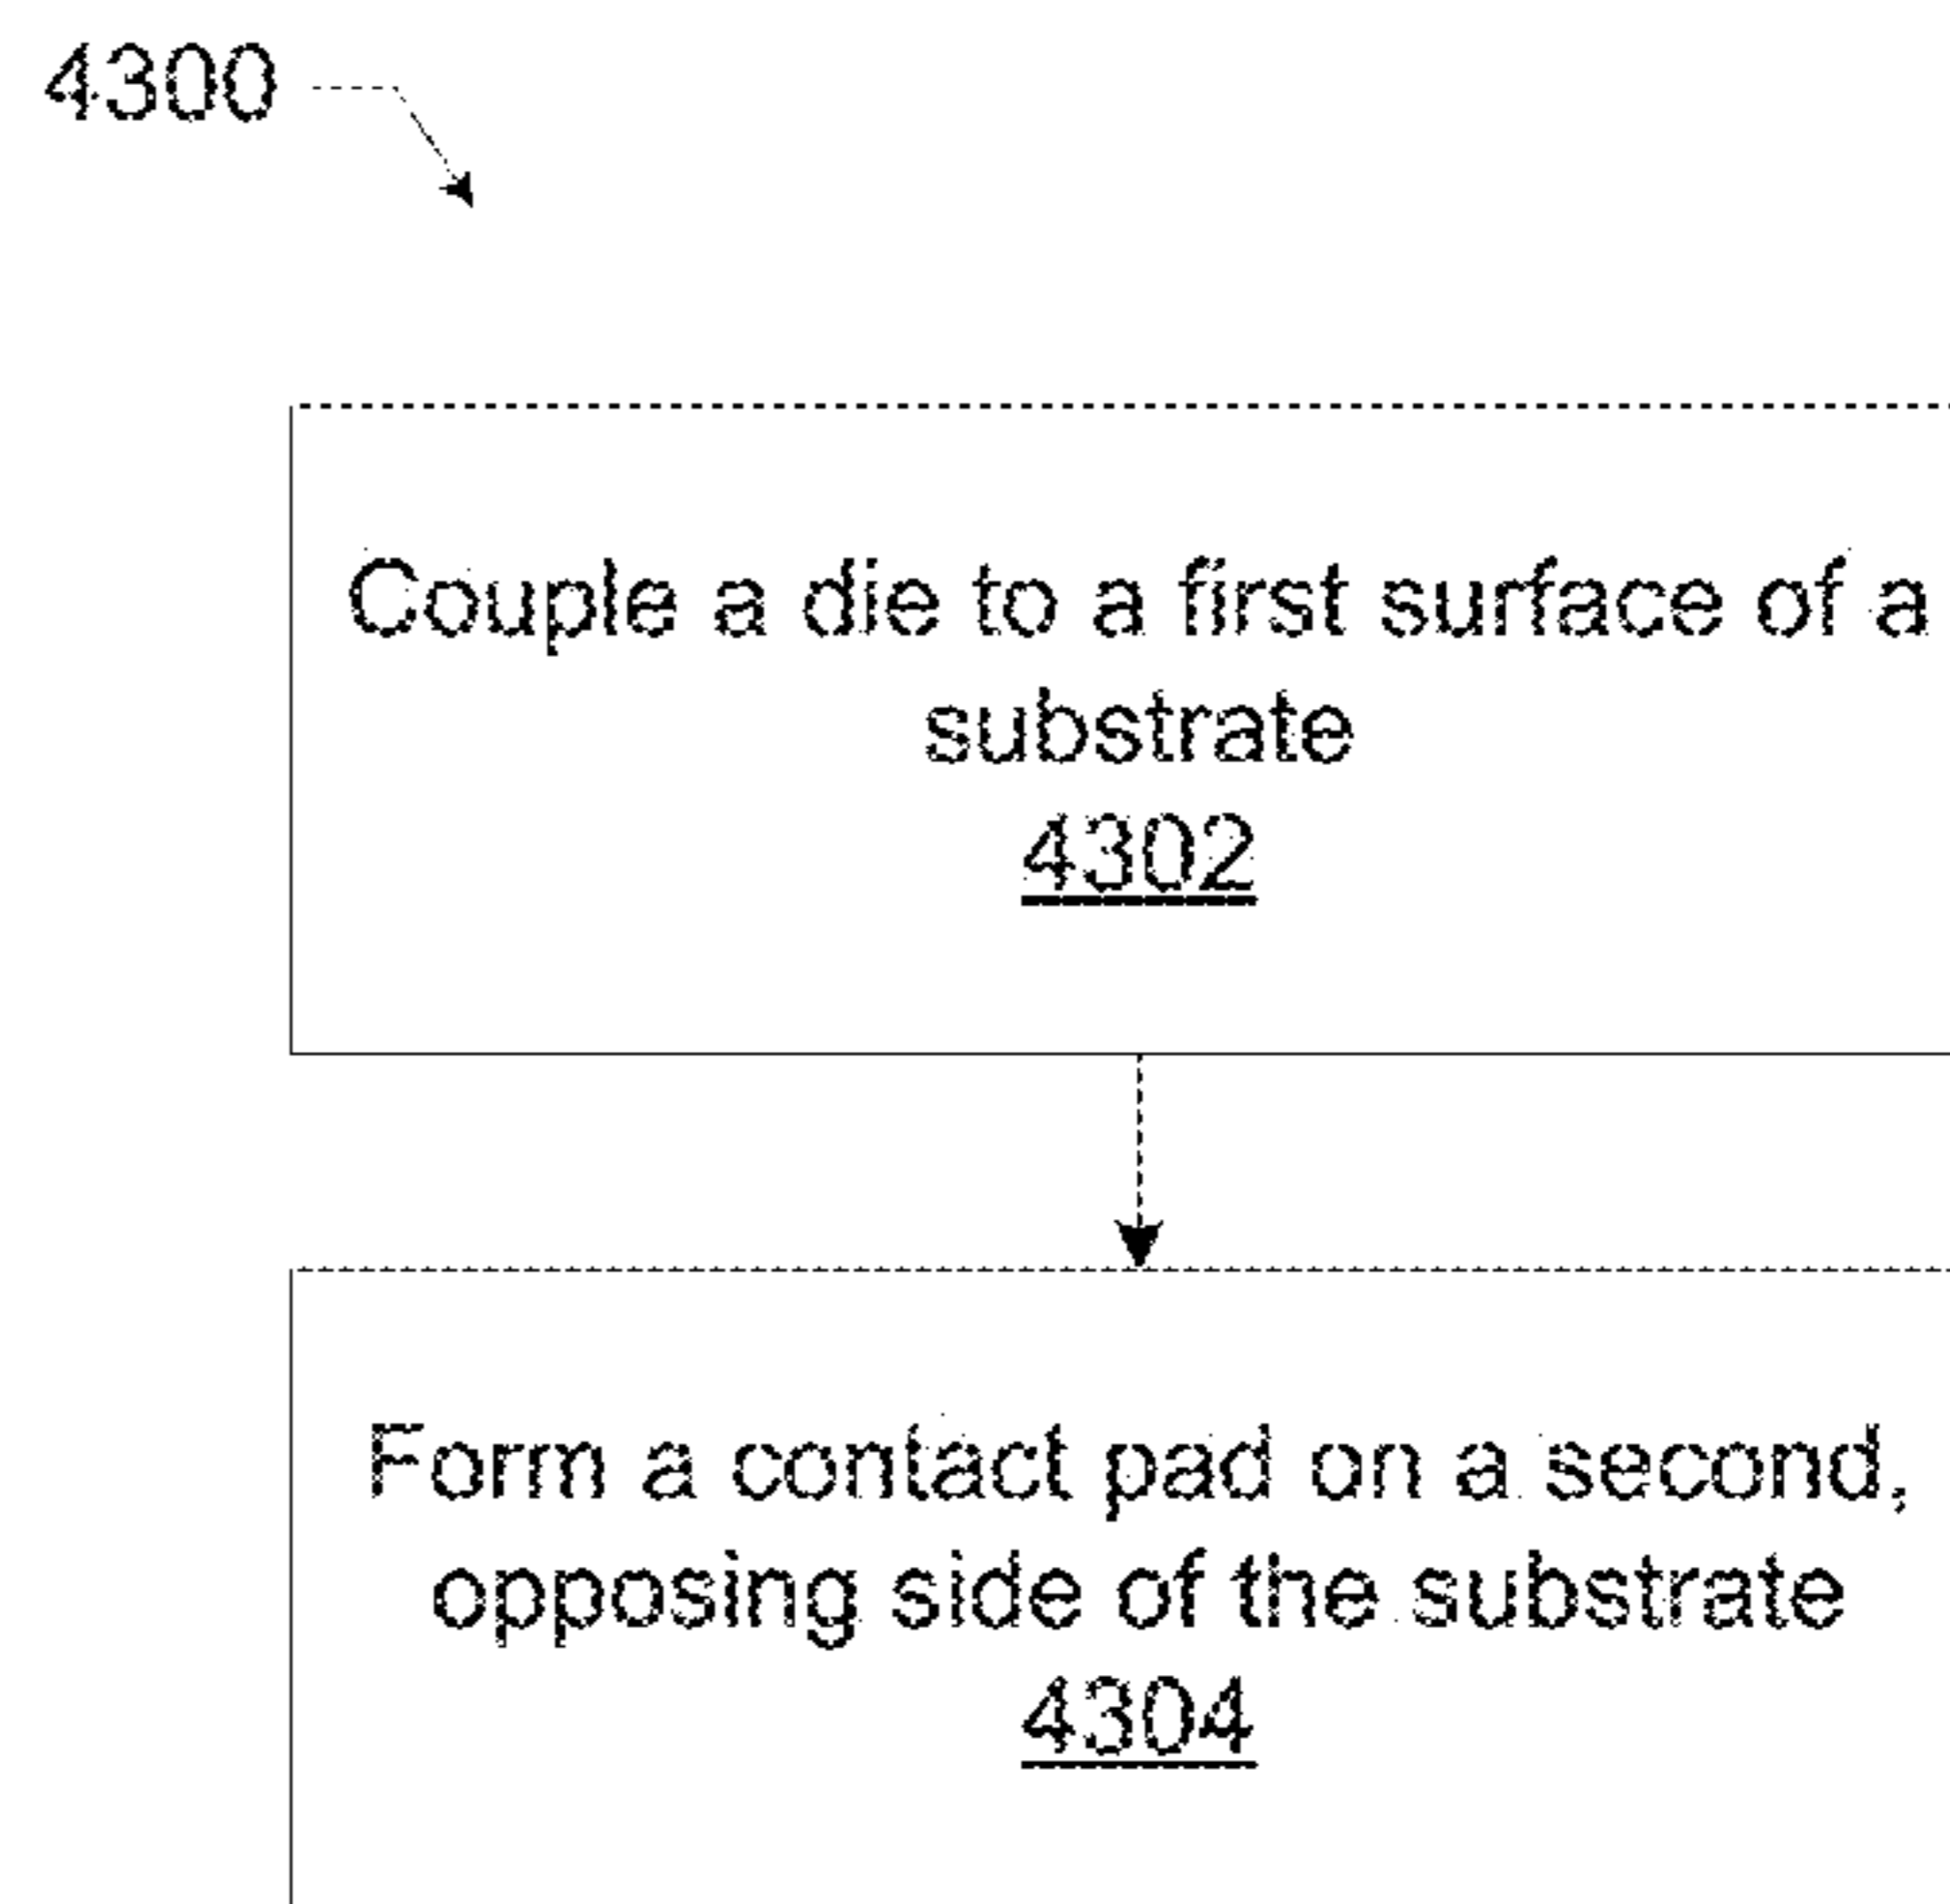 4300
Couple a die to a first surface of a
substrate
4302
Form a contact pad on a second,
opposing side of the substrate
4304